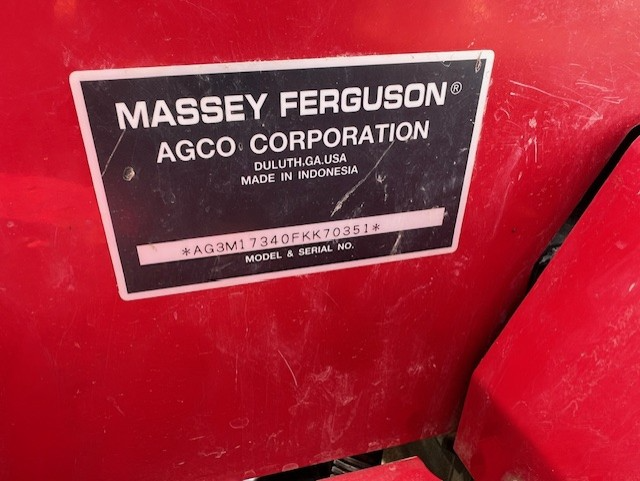 MASSEY FERGUSON®
AGCO CORPORATION
DULUTH.GA.USA
MADE IN INDONESIA
*AG3M17340FKK70351*
MODEL & SERIAL NO.